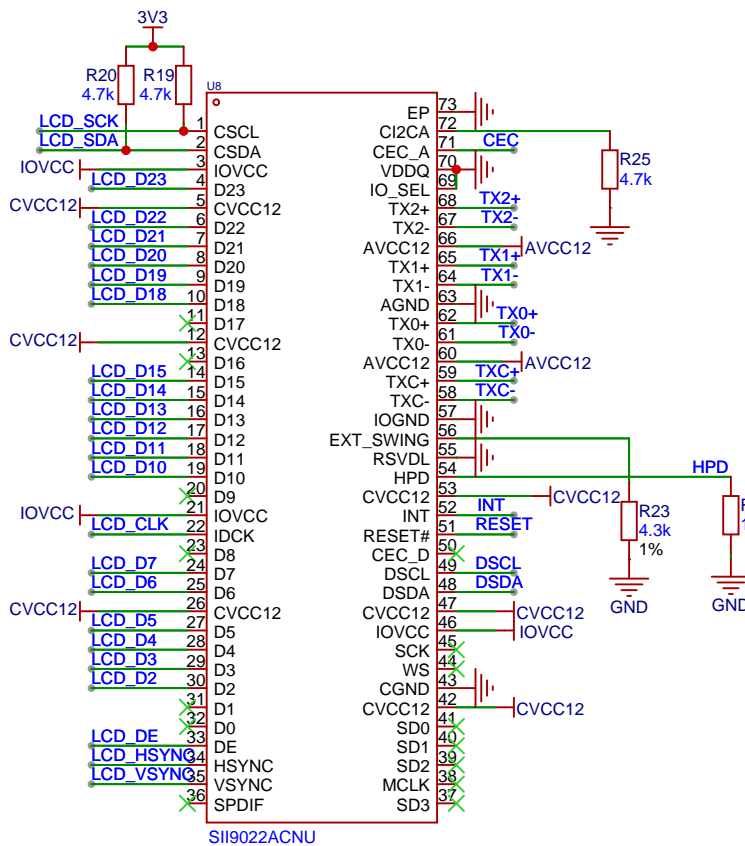 3V3
R20
4.7k
R19
4.7k
U8
LCD_SCK 1 CSCL
LCD_SDA 2 CSDA
IOVCC 3 IOVCC
LCD_D23 4 D23
CVCC12 5 CVCC12
LCD_D22 6 D22
LCD_D21 7 D21
LCD_D20 8 D20
LCD_D19 9 D19
LCD_D18 10 D18
11 D17
CVCC12 12 CVCC12
13 D16
LCD_D15 14 D15
LCD_D14 15 D14
LCD_D13 16 D13
LCD_D12 17 D12
LCD_D11 18 D11
LCD_D10 19 D10
20 D9
IOVCC 21 IOVCC
LCD_CLK 22 IDCK
23 D8
LCD_D7 24 D7
LCD_D6 25 D6
CVCC12 26 CVCC12
LCD_D5 27 D5
LCD_D4 28 D4
LCD_D3 29 D3
LCD_D2 30 D2
31 D1
32 D0
LCD_DE 33 DE
LCD_HSYNC 34 HSYNC
LCD_VSYNC 35 VSYNC
36 SPDIF
EP 73
CI2CA 72
CEC_A 71 CEC
VDDQ 70
IO_SEL 69
TX2+ 68 TX2+
TX2- 67 TX2-
AVCC12 66 AVCC12
TX1+ 65 TX1+
TX1- 64 TX1-
AGND 63
TX0+ 62 TX0+
TX0- 61 TX0-
AVCC12 60 AVCC12
TXC+ 59 TXC+
TXC- 58 TXC-
IOGND 57
EXT_SWING 56
RSVDL 55
HPD 54 HPD
CVCC12 53 CVCC12
INT 52 INT
RESET# 51 RESET
CEC_D 50
DSCL 49 DSCL
DSDA 48 DSDA
CVCC12 47 CVCC12
IOVCC 46 IOVCC
SCK 45
WS 44
CGND 43
CVCC12 42 CVCC12
SD0 41
SD1 40
SD2 39
MCLK 38
SD3 37
R25
4.7k
R23
4.3k
1%
GND
R
1
GND
SII9022ACNU